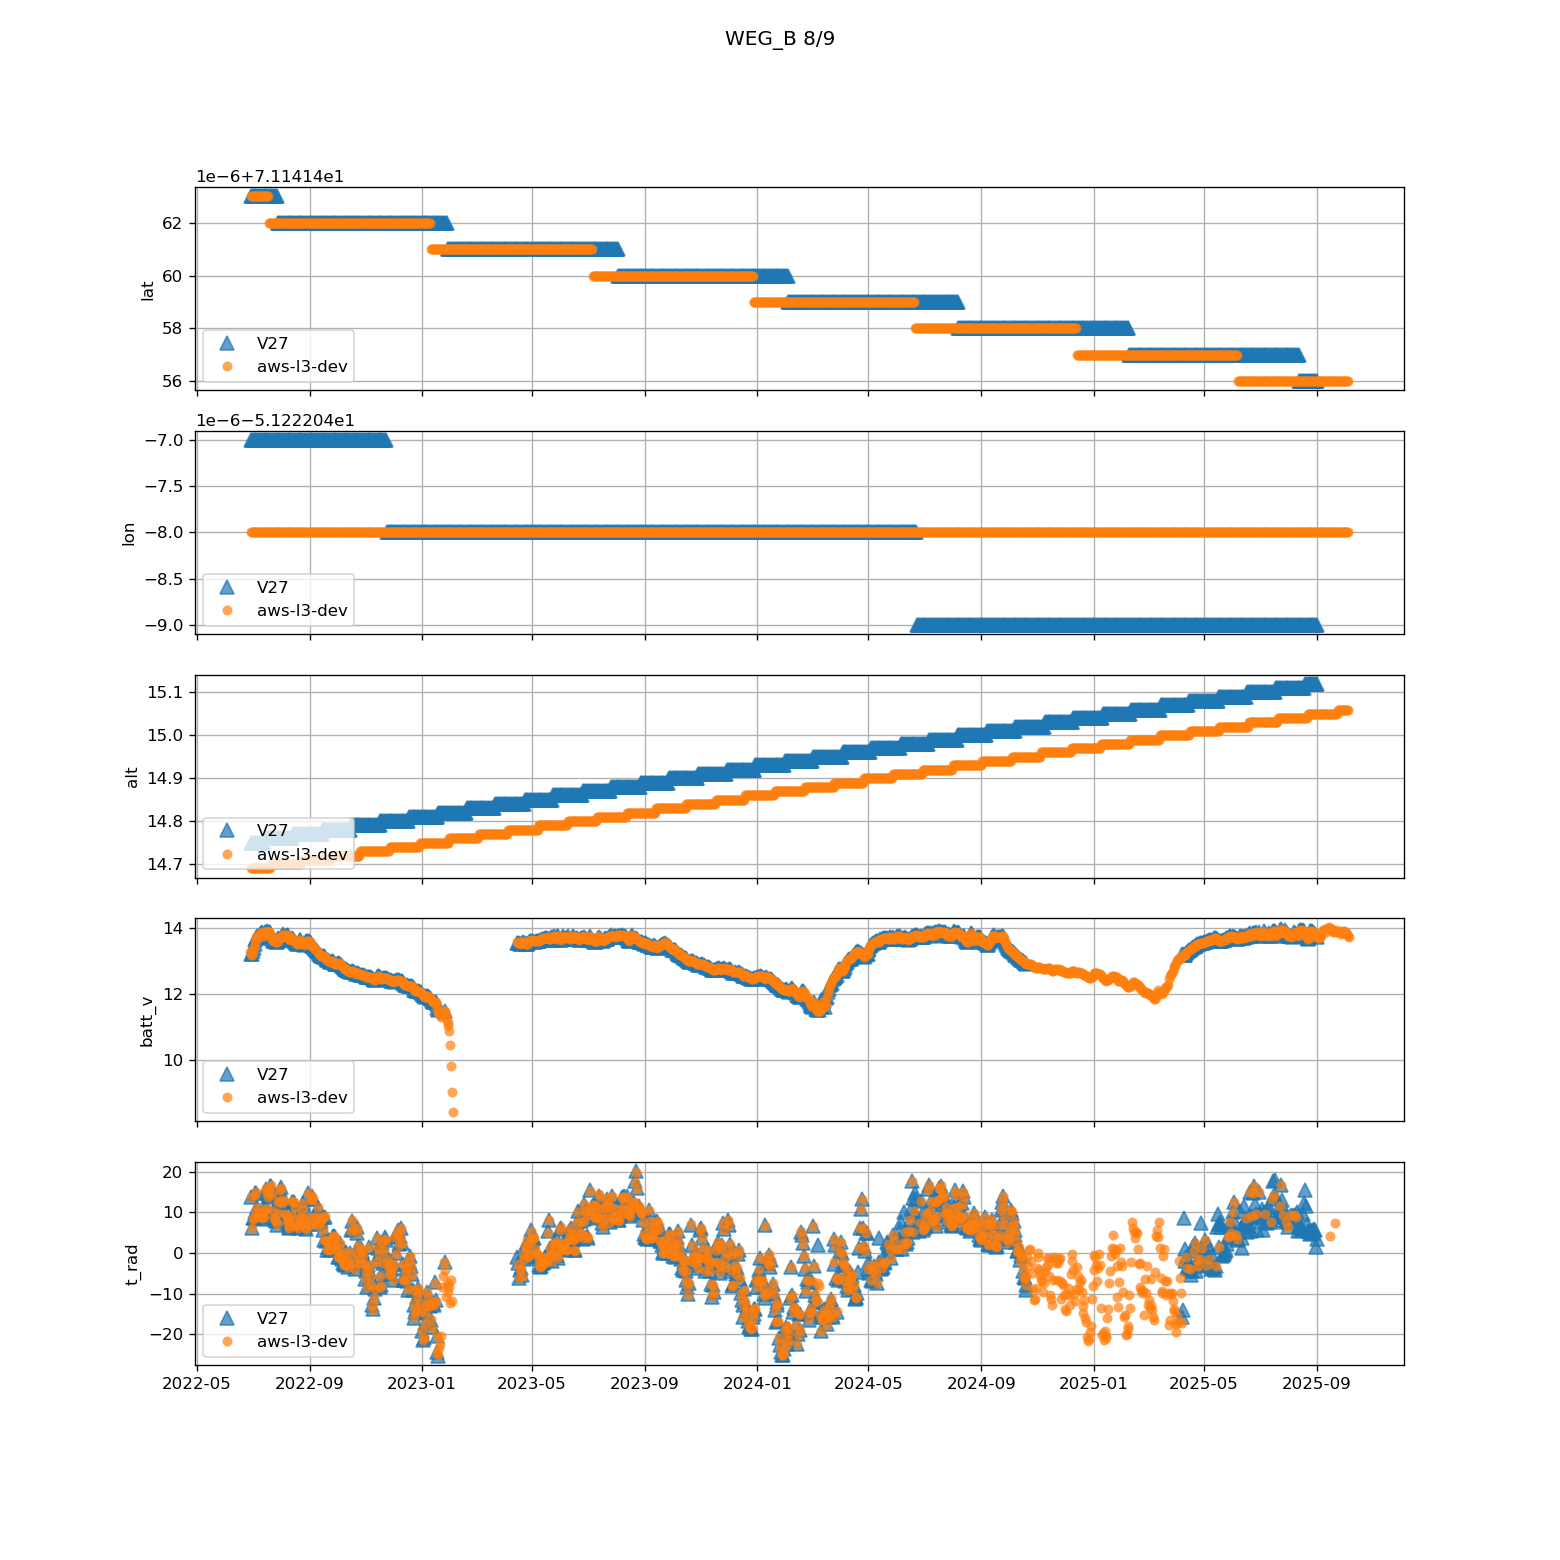 WEG_B 8/9
1e−6+7.11414e1
62
60
58
56
lat
V27
aws-l3-dev
1e−6−5.122204e1
−7.0
−7.5
−8.0
−8.5
−9.0
lon
V27
aws-l3-dev
15.1
15.0
14.9
14.8
14.7
alt
V27
aws-l3-dev
14
12
10
batt_v
V27
aws-l3-dev
20
10
0
−10
−20
t_rad
V27
aws-l3-dev
2022-05 2022-09 2023-01 2023-05 2023-09 2024-01 2024-05 2024-09 2025-01 2025-05 2025-09